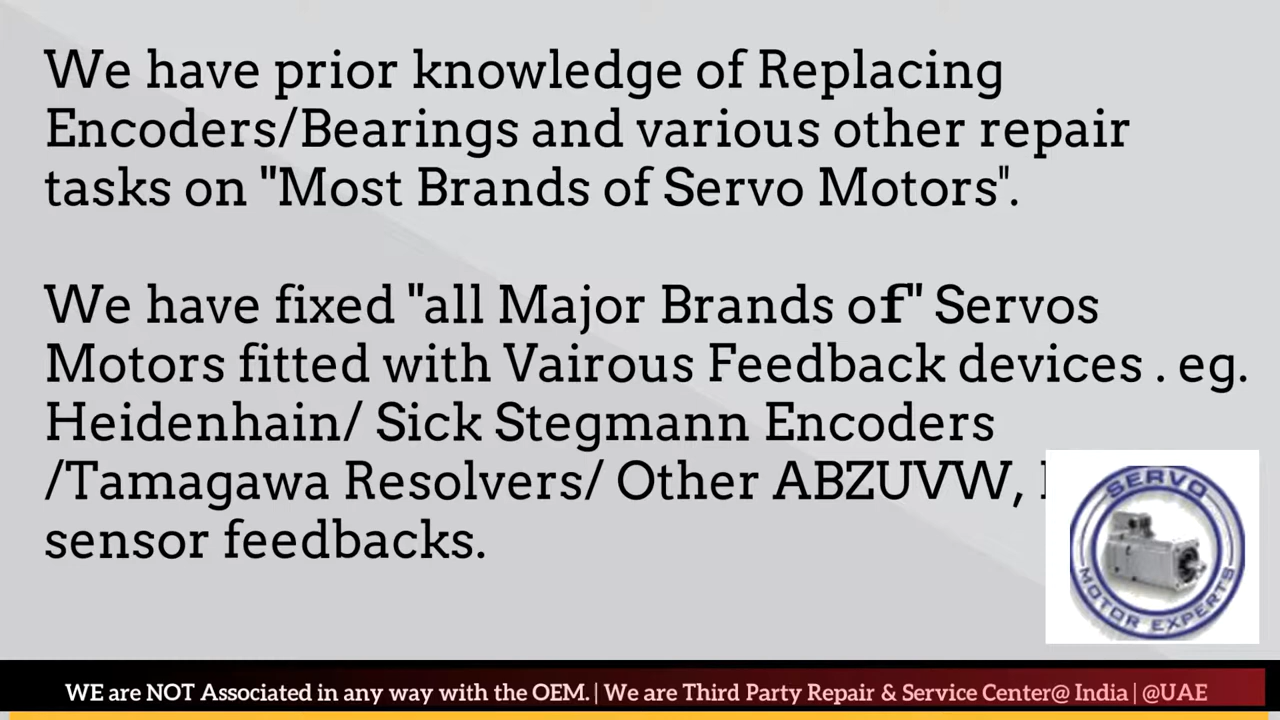 We have prior knowledge of Replacing
Encoders/Bearings and various other repair
tasks on "Most Brands of Servo Motors".
We have fixed "all Major Brands of" Servos
Motors fitted with Vairous Feedback devices . eg.
Heidenhain/ Sick Stegmann Encoders
/Tamagawa Resolvers/ Other ABZUVW,
sensor feedbacks.
SERVO
MOTOR EXPERTS
WE are NOT Associated in any way with the OEM. | We are Third Party Repair & Service Center@ India | @UAE